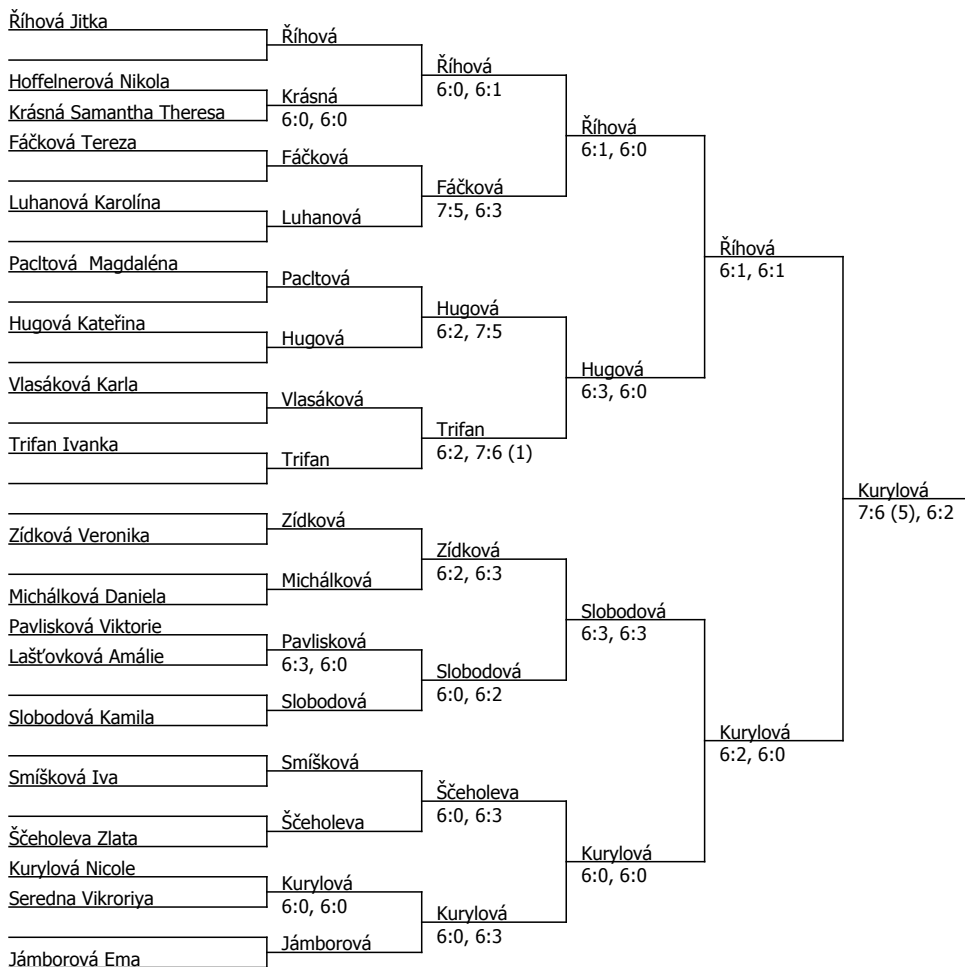 Říhová Jitka
Hoffelnerová Nikola
Krásná Samantha Theresa
Fáčková Tereza
Luhanová Karolína
Pacltová  Magdaléna
Hugová Kateřina
Vlasáková Karla
Trifan Ivanka
Zídková Veronika
Michálková Daniela
Pavlisková Viktorie
Lašťovková Amálie
Slobodová Kamila
Smíšková Iva
Ščeholeva Zlata
Kurylová Nicole
Seredna Vikroriya
Jámborová Ema
Říhová
Krásná
6:0, 6:0
Fáčková
Luhanová
Pacltová
Hugová
Vlasáková
Trifan
Zídková
Michálková
Pavlisková
6:3, 6:0
Slobodová
Smíšková
Ščeholeva
Kurylová
6:0, 6:0
Jámborová
Říhová
6:0, 6:1
Fáčková
7:5, 6:3
Hugová
6:2, 7:5
Trifan
6:2, 7:6 (1)
Zídková
6:2, 6:3
Slobodová
6:0, 6:2
Ščeholeva
6:0, 6:3
Kurylová
6:0, 6:3
Říhová
6:1, 6:0
Hugová
6:3, 6:0
Slobodová
6:3, 6:3
Kurylová
6:0, 6:0
Říhová
6:1, 6:1
Kurylová
6:2, 6:0
Kurylová
7:6 (5), 6:2